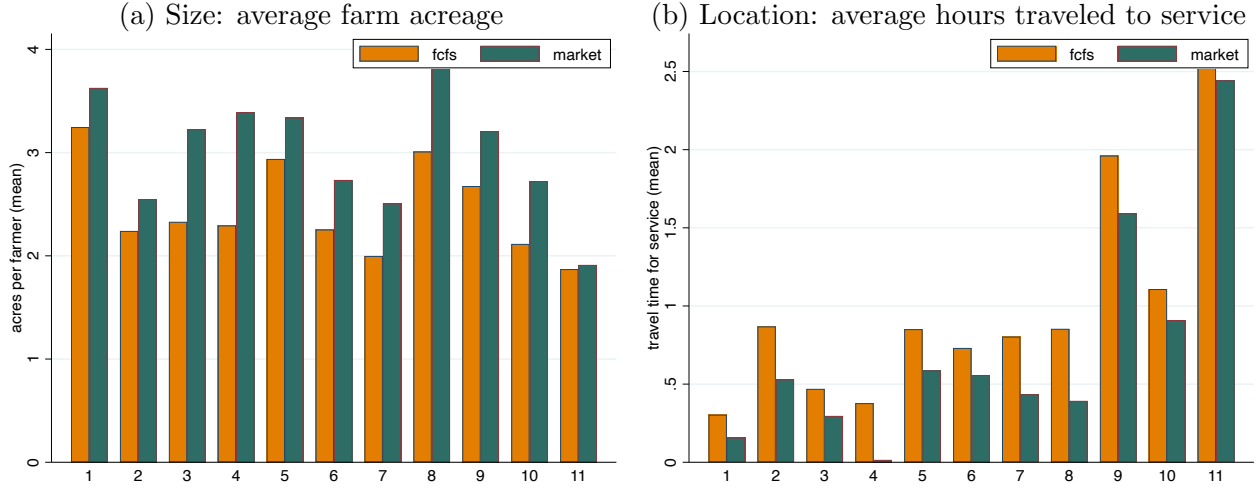 (a) Size: average farm acreage
fcfs market
acres per farmer (mean)
4
3
2
1
0
1 2 3 4 5 6 7 8 9 10 11
(b) Location: average hours traveled to service
fcfs market
travel time for service (mean)
2.5
2
1.5
1
.5
0
1 2 3 4 5 6 7 8 9 10 11